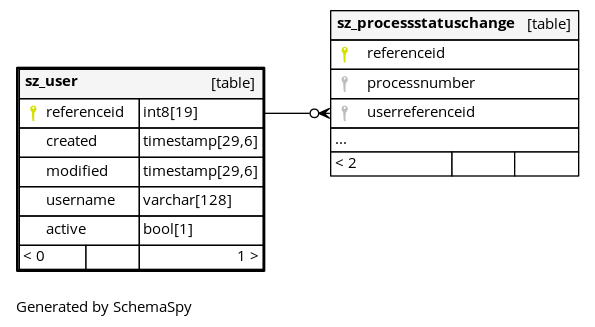 sz_user [table]
referenceid int8[19]
created timestamp[29,6]
modified timestamp[29,6]
username varchar[128]
active bool[1]
< 0 1 >
sz_processstatuschange [table]
referenceid
processnumber
userreferenceid
...
< 2
Generated by SchemaSpy